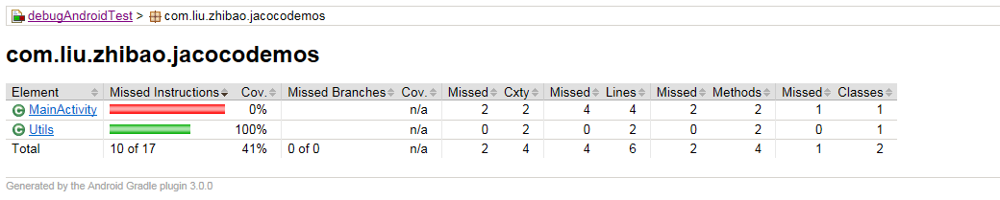 debugAndroidTest > com.liu.zhibao.jacocodemos
com.liu.zhibao.jacocodemos
Element Missed Instructions Cov. Missed Branches Cov. Missed Cxty Missed Lines Missed Methods Missed Classes
C MainActivity 0% n/a 2 2 4 4 2 2 1 1
C Utils 100% n/a 0 2 0 2 0 2 0 1
Total 10 of 17 41% 0 of 0 n/a 2 4 4 6 2 4 1 2
Generated by the Android Gradle plugin 3.0.0